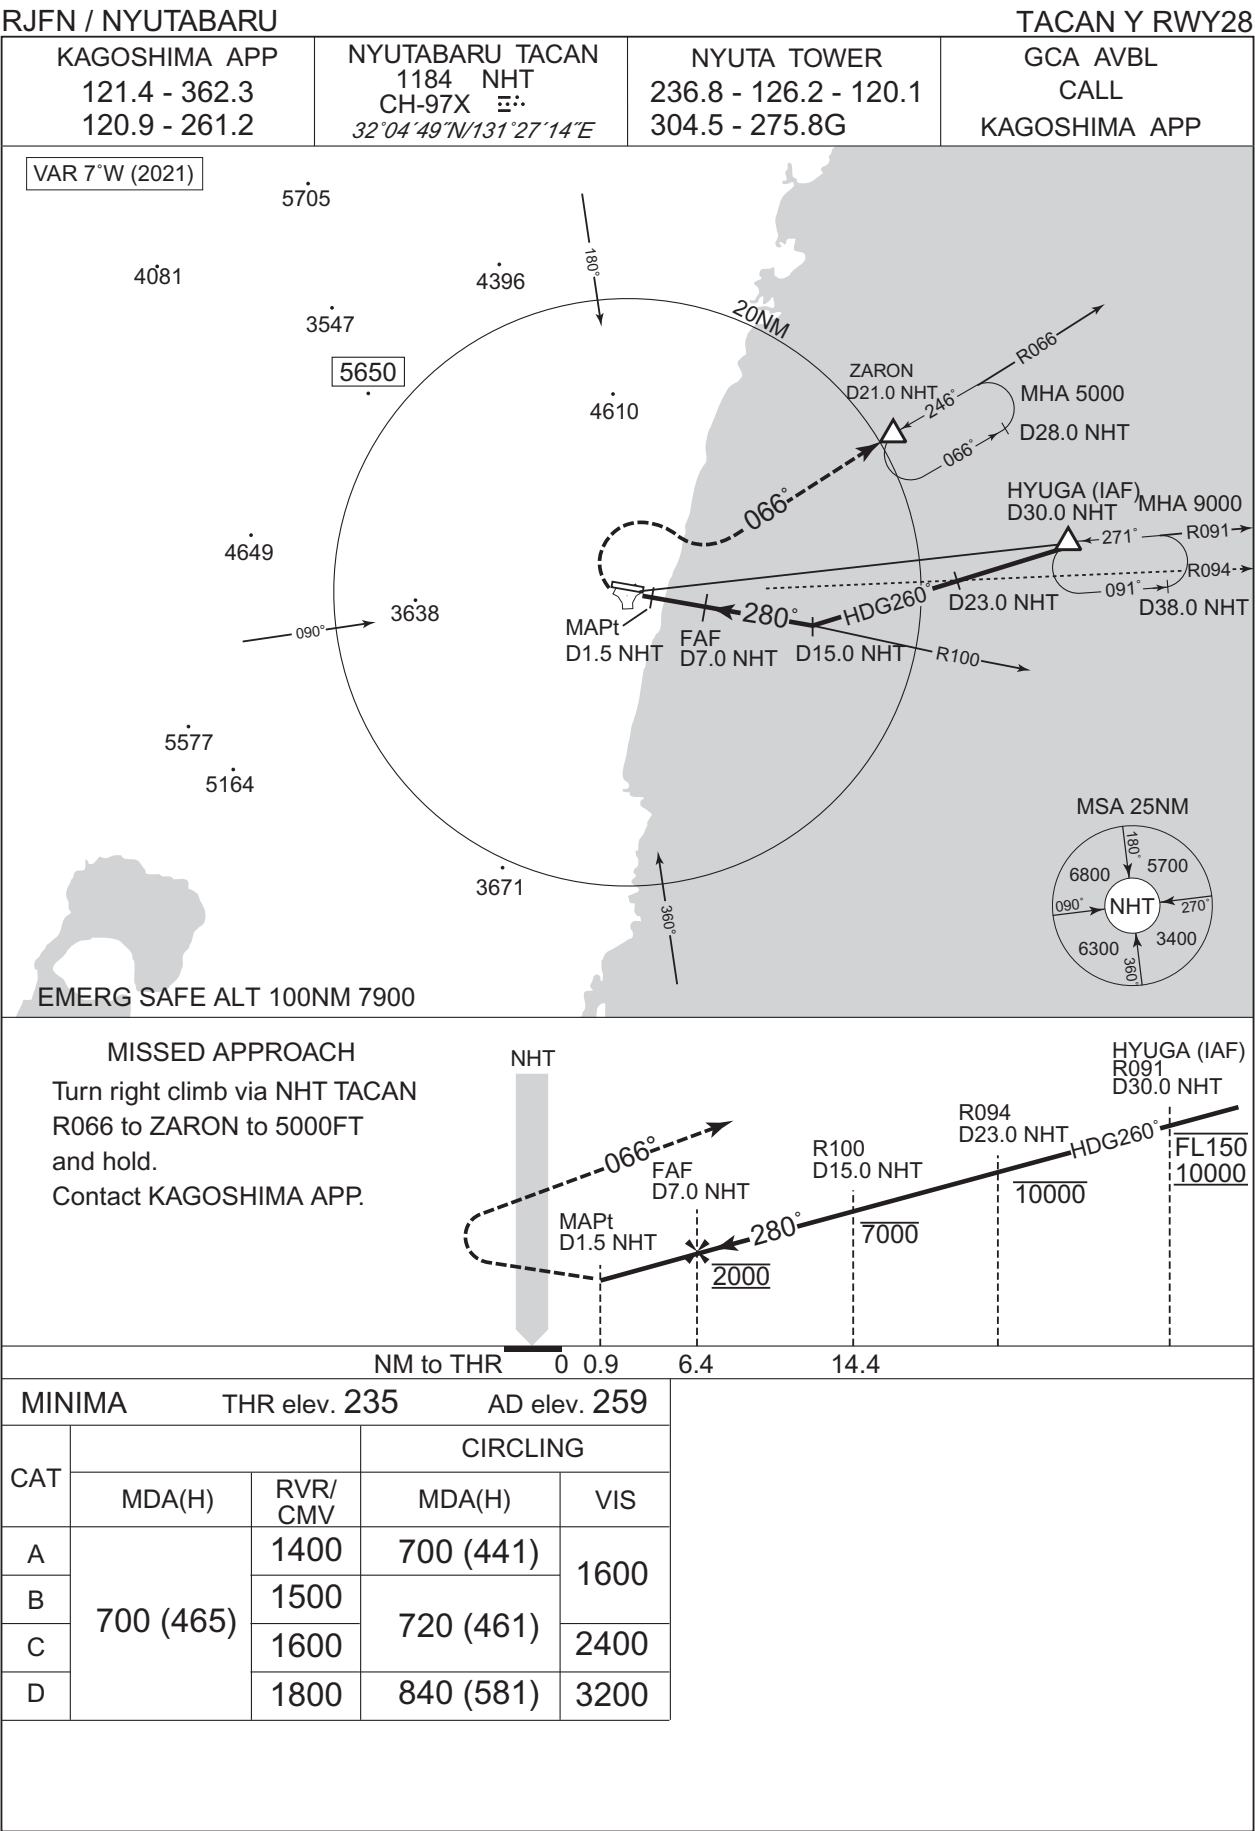 RJFN / NYUTABARU
TACAN Y RWY28
KAGOSHIMA APP
121.4 - 362.3
120.9 - 261.2
NYUTABARU TACAN
1184 NHT
CH-97X
32°04´49˝N/131°27´14˝E
NYUTA TOWER
236.8 - 126.2 - 120.1
304.5 - 275.8G
GCA AVBL
CALL
KAGOSHIMA APP
VAR 7°W (2021)
5705
4081
4396
180°
3547
20NM
5650
4610
R066
ZARON
D21.0 NHT
246°
MHA 5000
D28.0 NHT
066°
066°
HYUGA (IAF)
D30.0 NHT
MHA 9000
271°
R091
R094
091°
D38.0 NHT
4649
3638
090°
D23.0 NHT
HDG260°
280°
MAPt
D1.5 NHT
FAF
D7.0 NHT
D15.0 NHT
R100
5577
5164
3671
360°
MSA 25NM
180°
6800
5700
090°
NHT
270°
6300
3400
360°
EMERG SAFE ALT 100NM 7900
MISSED APPROACH
Turn right climb via NHT TACAN
R066 to ZARON to 5000FT
and hold.
Contact KAGOSHIMA APP.
NHT
066°
MAPt
D1.5 NHT
FAF
D7.0 NHT
2000
280°
R100
D15.0 NHT
7000
R094
D23.0 NHT
10000
HDG260°
HYUGA (IAF)
R091
D30.0 NHT
FL150
10000
NM to THR 0 0.9 6.4 14.4
MINIMA THR elev. 235 AD elev. 259
CAT
CIRCLING
MDA(H)
RVR/
CMV
MDA(H)
VIS
A
B
C
D
700 (465)
1400
1500
1600
1800
700 (441)
720 (461)
840 (581)
1600
2400
3200